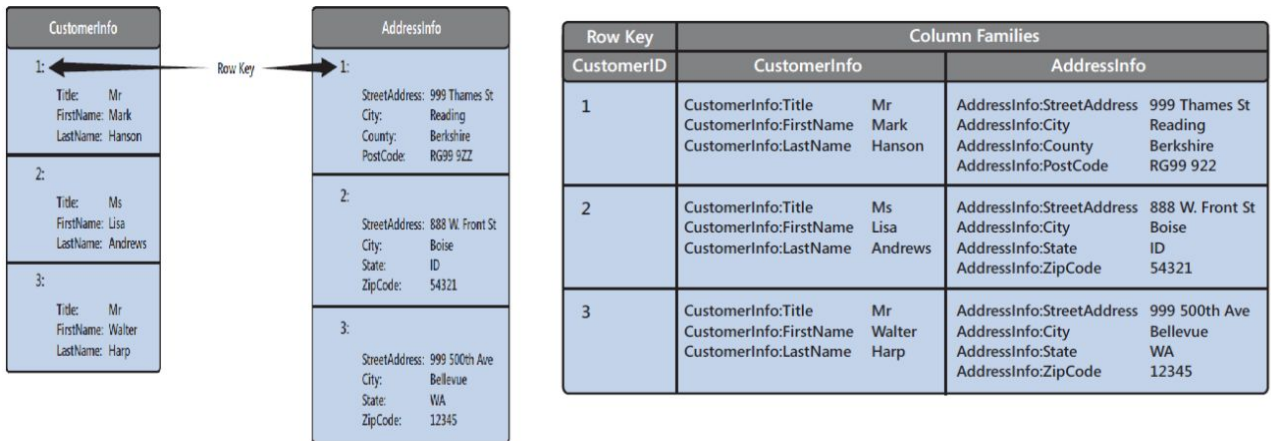 CustomerInfo
1:
Title: Mr
FirstName: Mark
LastName: Hanson
2:
Title: Ms
FirstName: Lisa
LastName: Andrews
3:
Title: Mr
FirstName: Walter
LastName: Harp
Row Key
AddressInfo
1:
StreetAddress: 999 Thames St
City: Reading
County: Berkshire
PostCode: RG99 9ZZ
2:
StreetAddress: 888 W. Front St
City: Boise
State: ID
ZipCode: 54321
3:
StreetAddress: 999 500th Ave
City: Bellevue
State: WA
ZipCode: 12345
Row Key Column Families
CustomerID CustomerInfo AddressInfo
1 CustomerInfo:Title Mr AddressInfo:StreetAddress 999 Thames St
CustomerInfo:FirstName Mark AddressInfo:City Reading
CustomerInfo:LastName Hanson AddressInfo:County Berkshire
AddressInfo:PostCode RG99 922
2 CustomerInfo:Title Ms AddressInfo:StreetAddress 888 W. Front St
CustomerInfo:FirstName Lisa AddressInfo:City Boise
CustomerInfo:LastName Andrews AddressInfo:State ID
AddressInfo:ZipCode 54321
3 CustomerInfo:Title Mr AddressInfo:StreetAddress 999 500th Ave
CustomerInfo:FirstName Walter AddressInfo:City Bellevue
CustomerInfo:LastName Harp AddressInfo:State WA
AddressInfo:ZipCode 12345